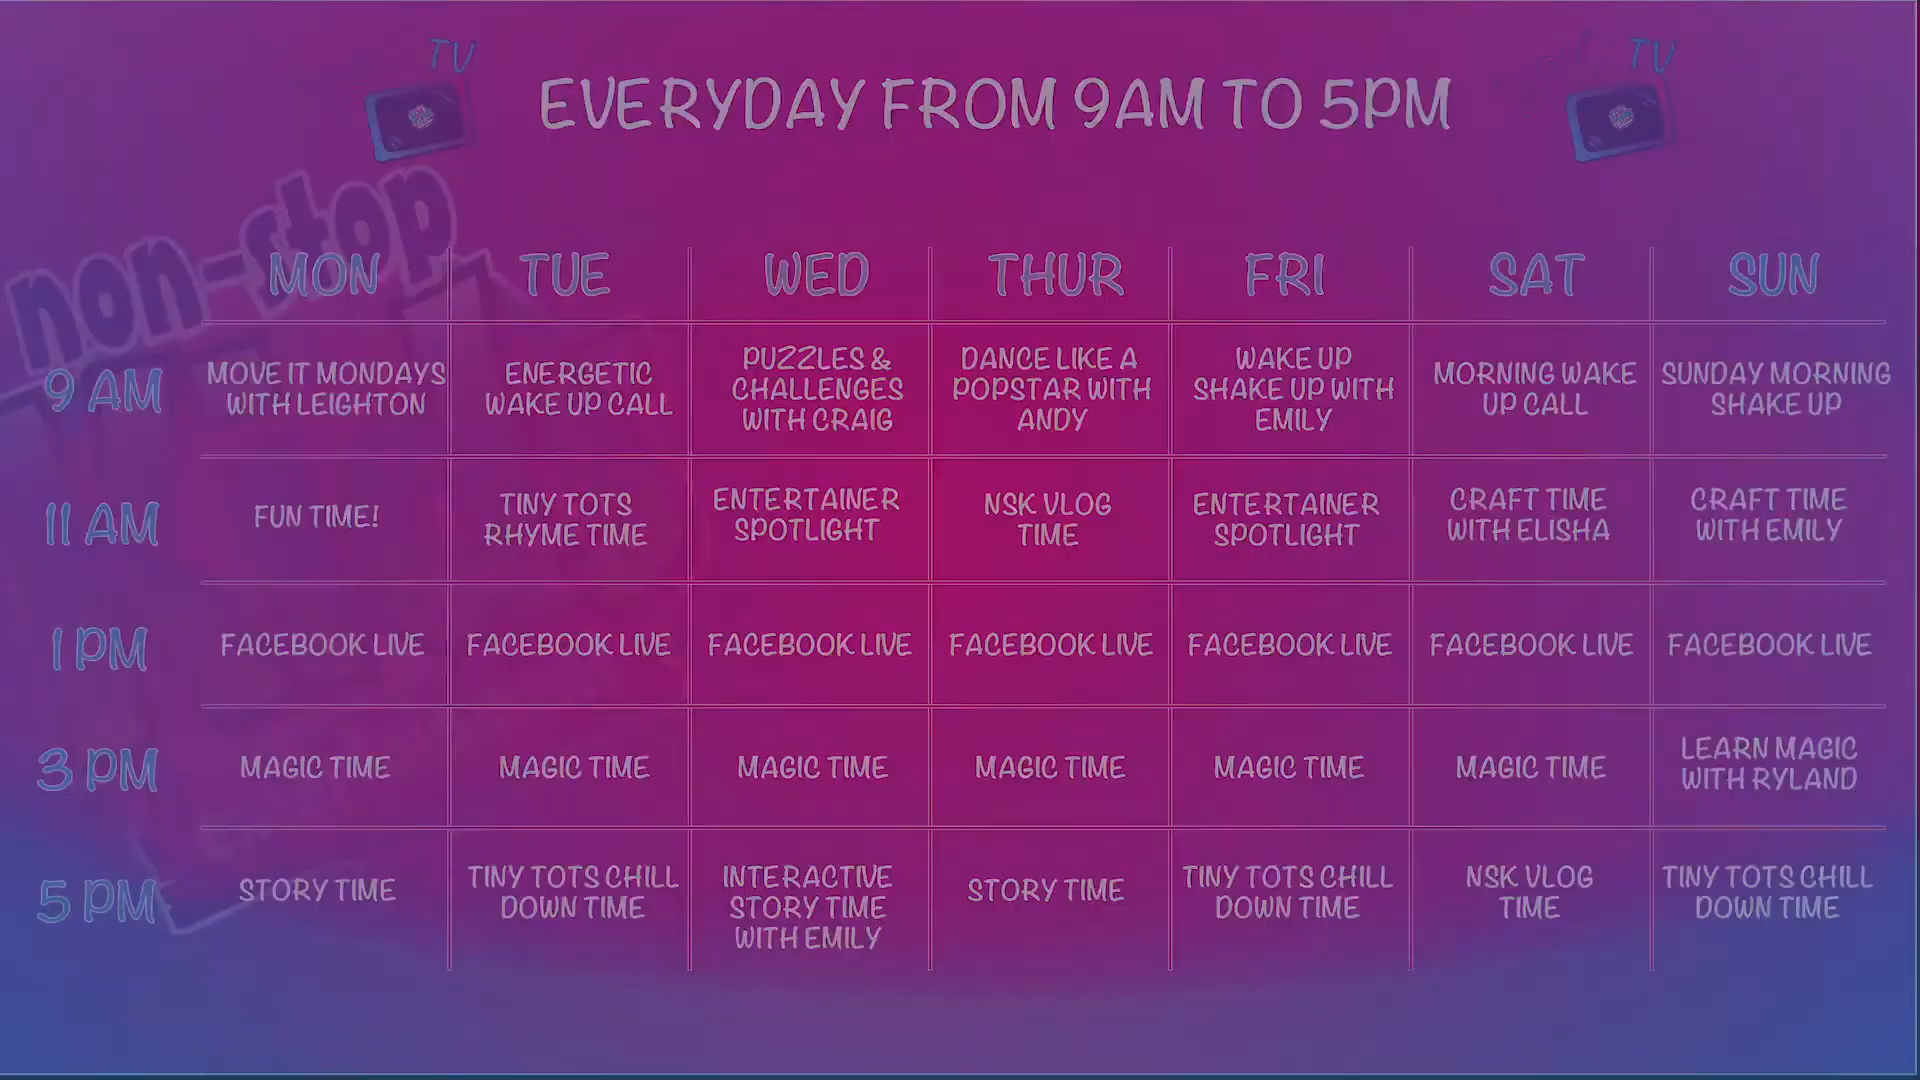 TV
TV
EVERYDAY FROM 9AM TO 5PM
non-stop
MON
TUE
WED
THUR
FRI
SAT
SUN
9 AM
MOVE IT MONDAYS
WITH LEIGHTON
ENERGETIC
WAKE UP CALL
PUZZLES &
CHALLENGES
WITH CRAIG
DANCE LIKE A
POPSTAR WITH
ANDY
WAKE UP
SHAKE UP WITH
EMILY
MORNING WAKE
UP CALL
SUNDAY MORNING
SHAKE UP
11 AM
FUN TIME!
TINY TOTS
RHYME TIME
ENTERTAINER
SPOTLIGHT
NSK VLOG
TIME
ENTERTAINER
SPOTLIGHT
CRAFT TIME
WITH ELISHA
CRAFT TIME
WITH EMILY
1 PM
FACEBOOK LIVE
FACEBOOK LIVE
FACEBOOK LIVE
FACEBOOK LIVE
FACEBOOK LIVE
FACEBOOK LIVE
FACEBOOK LIVE
3 PM
MAGIC TIME
MAGIC TIME
MAGIC TIME
MAGIC TIME
MAGIC TIME
MAGIC TIME
LEARN MAGIC
WITH RYLAND
5 PM
STORY TIME
TINY TOTS CHILL
DOWN TIME
INTERACTIVE
STORY TIME
WITH EMILY
STORY TIME
TINY TOTS CHILL
DOWN TIME
NSK VLOG
TIME
TINY TOTS CHILL
DOWN TIME